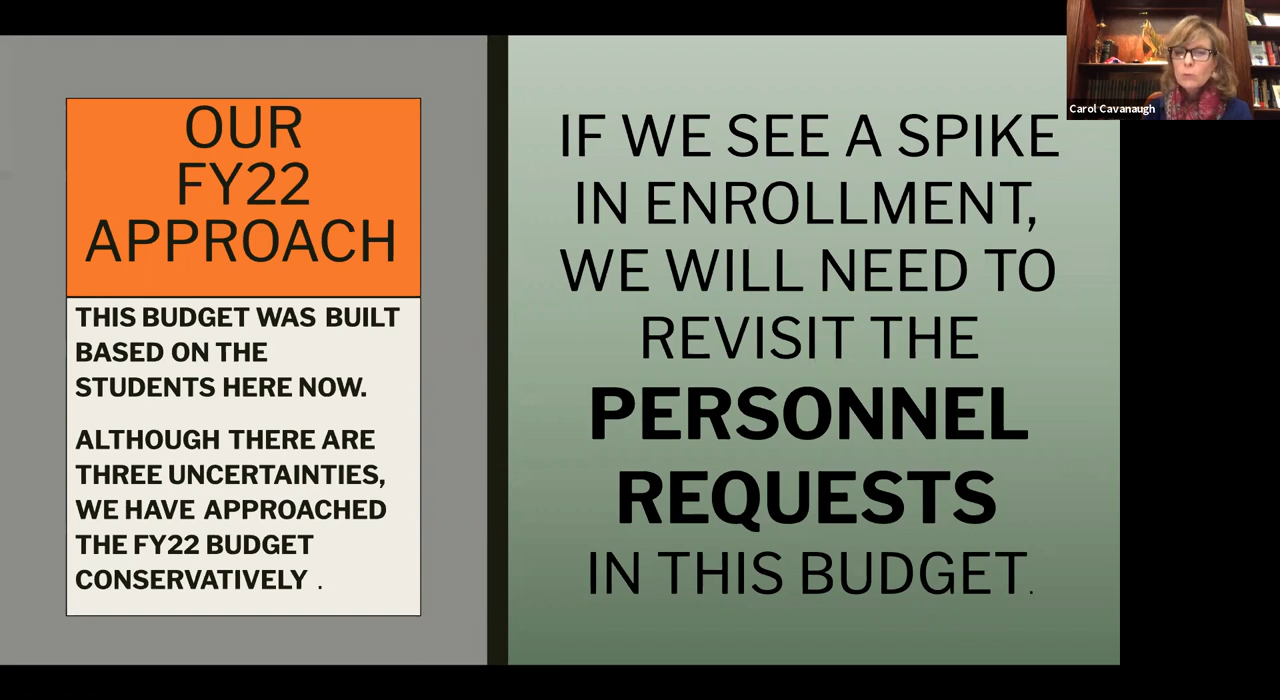 OUR
FY22
APPROACH
THIS BUDGET WAS BUILT
BASED ON THE
STUDENTS HERE NOW.
ALTHOUGH THERE ARE
THREE UNCERTAINTIES,
WE HAVE APPROACHED
THE FY22 BUDGET
CONSERVATIVELY .
IF WE SEE A SPIKE
IN ENROLLMENT,
WE WILL NEED TO
REVISIT THE
PERSONNEL
REQUESTS
IN THIS BUDGET.
Carol Cavanaugh